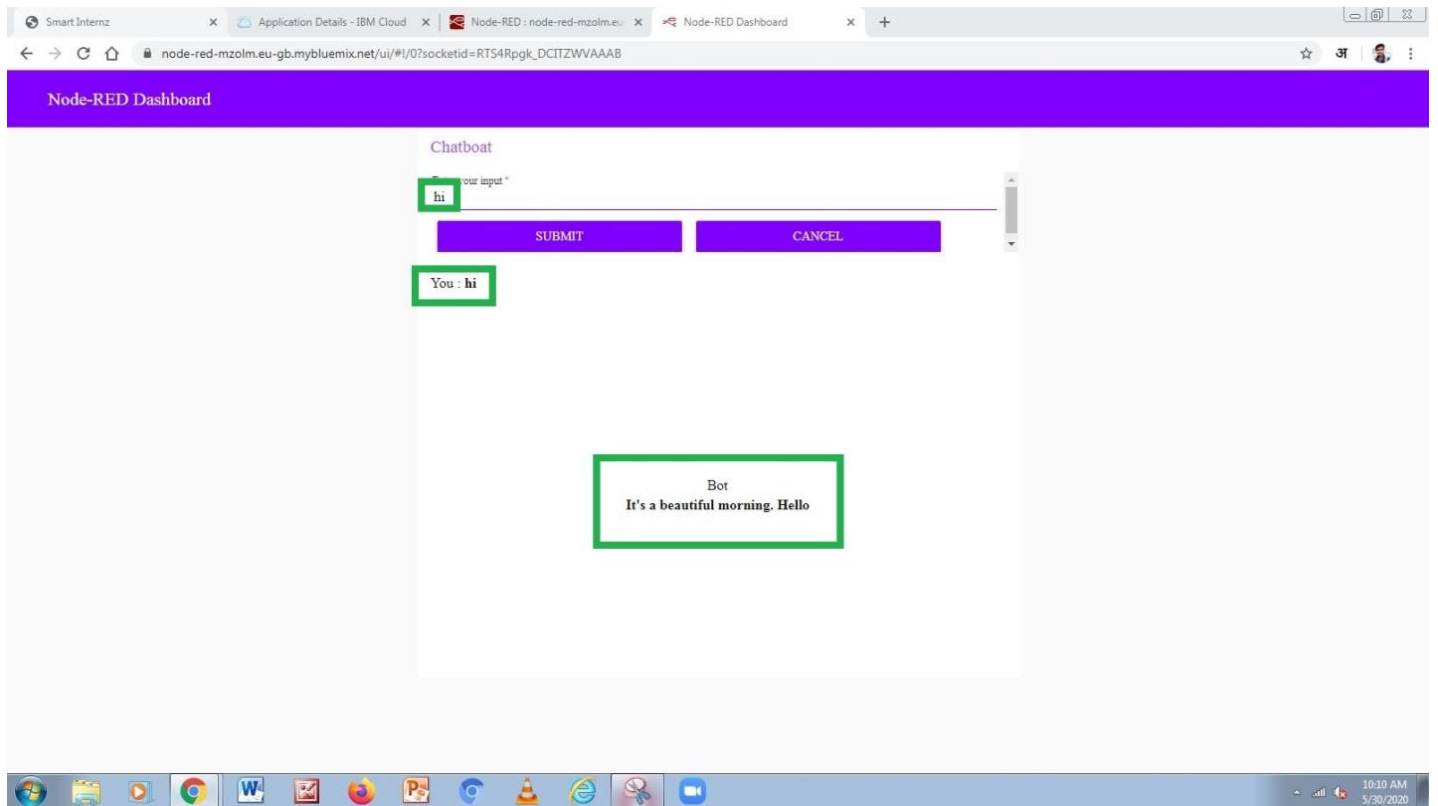 Smart Internz
Application Details - IBM Cloud
Node-RED : node-red-mzolm.eu
Node-RED Dashboard
node-red-mzolm.eu-gb.mybluemix.net/ui/#!/0?socketid=RTS4Rpgk_DCITZWVAAAB
अ
Node-RED Dashboard
Chatboat
your input *
hi
SUBMIT CANCEL
You : hi
Bot
It's a beautiful morning. Hello
10:10 AM
5/30/2020